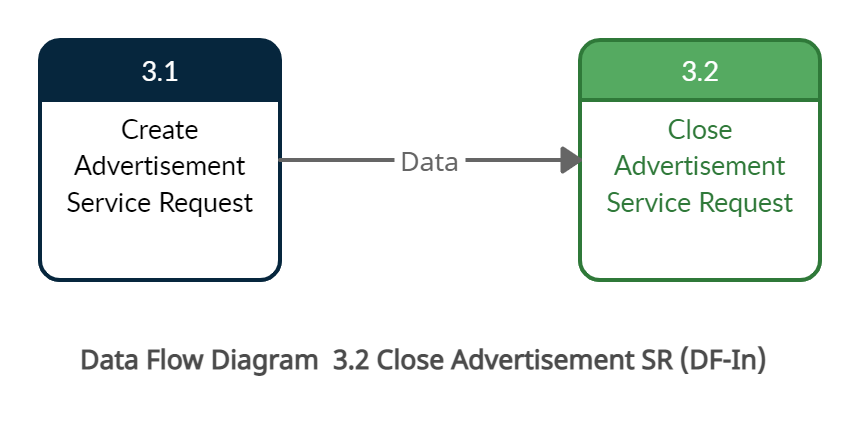 3.1
Create
Advertisement
Service Request
Data
3.2
Close
Advertisement
Service Request
Data Flow Diagram  3.2 Close Advertisement SR (DF-In)